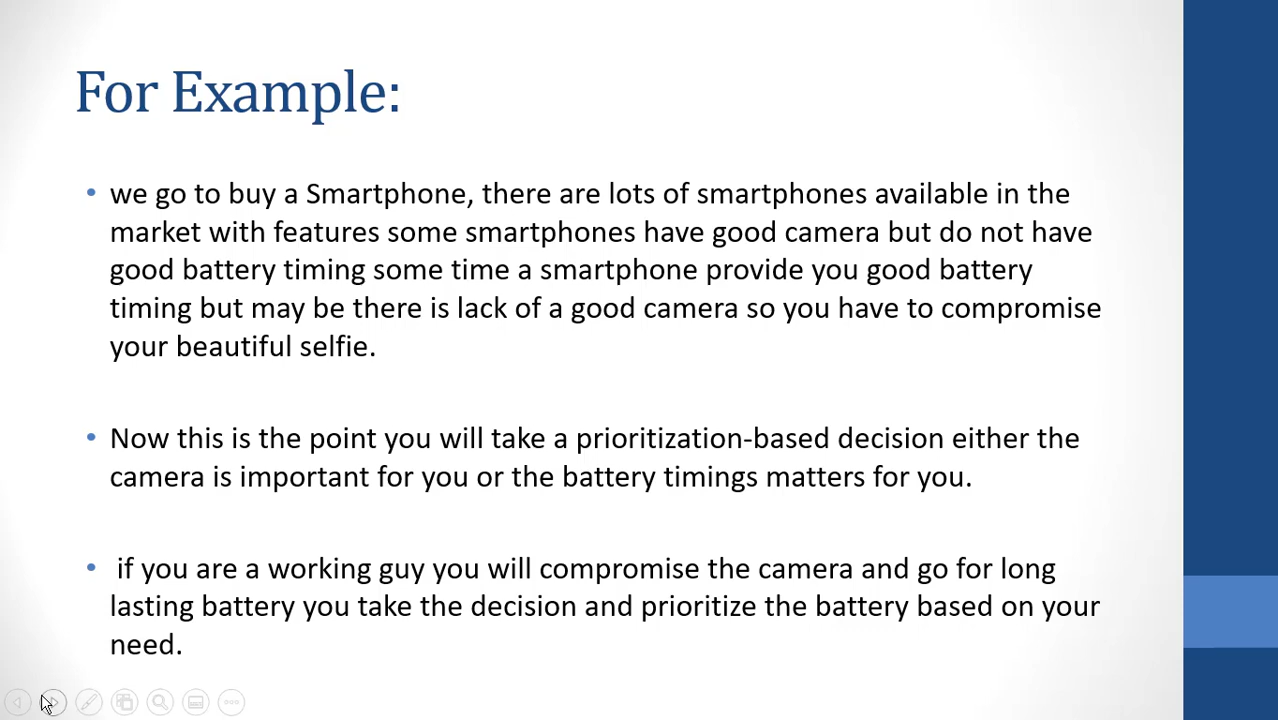 For Example:
• we go to buy a Smartphone, there are lots of smartphones available in the
market with features some smartphones have good camera but do not have
good battery timing some time a smartphone provide you good battery
timing but may be there is lack of a good camera so you have to compromise
your beautiful selfie.
• Now this is the point you will take a prioritization-based decision either the
camera is important for you or the battery timings matters for you.
• if you are a working guy you will compromise the camera and go for long
lasting battery you take the decision and prioritize the battery based on your
need.